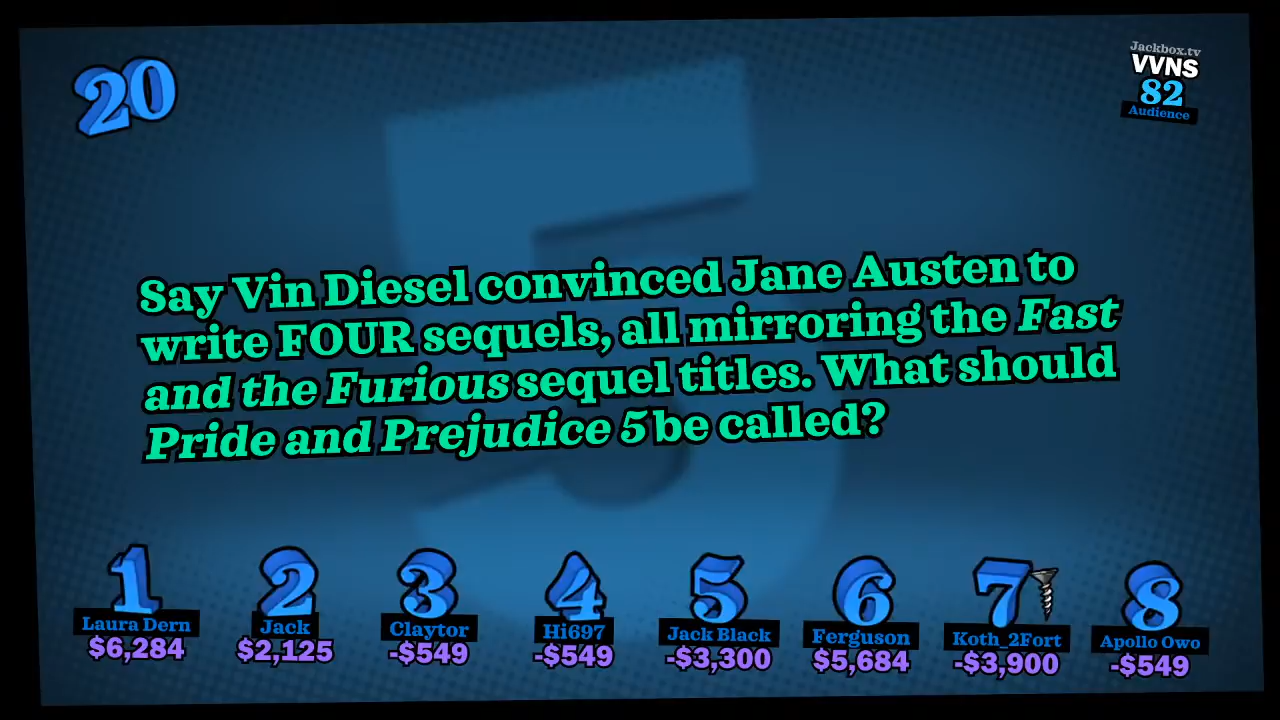 20
Jackbox.tv
VVNS
82
Audience
Say Vin Diesel convinced Jane Austen to
write FOUR sequels, all mirroring the Fast
and the Furious sequel titles. What should
Pride and Prejudice 5 be called?
1 2 3 4 5 6 7 8
Laura Dern Jack Claytor Hi697 Jack Black Ferguson Koth_2Fort Apollo Owo
$6,284 $2,125 -$549 -$549 -$3,300 $5,684 -$3,900 -$549
5